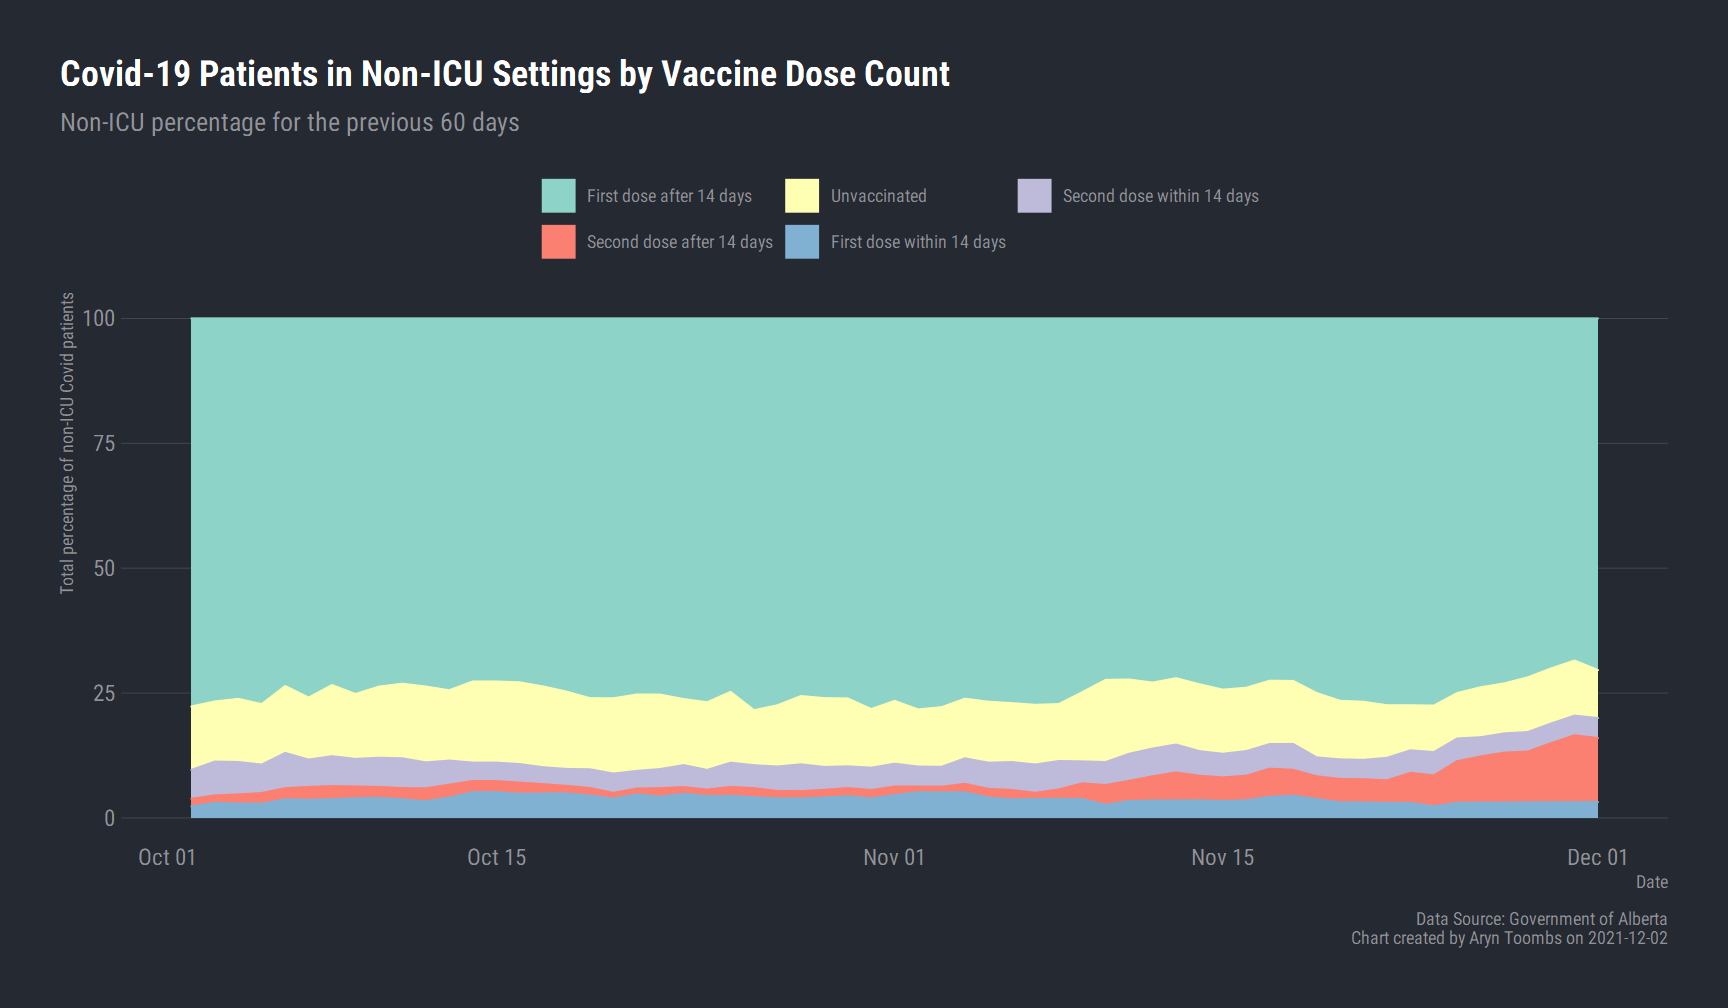 Covid-19 Patients in Non-ICU Settings by Vaccine Dose Count
Non-ICU percentage for the previous 60 days
First dose after 14 days
Unvaccinated
Second dose within 14 days
Second dose after 14 days
First dose within 14 days
Total percentage of non-ICU Covid patients
100
75
50
25
0
Oct 01
Oct 15
Nov 01
Nov 15
Dec 01
Date
Data Source: Government of Alberta
Chart created by Aryn Toombs on 2021-12-02